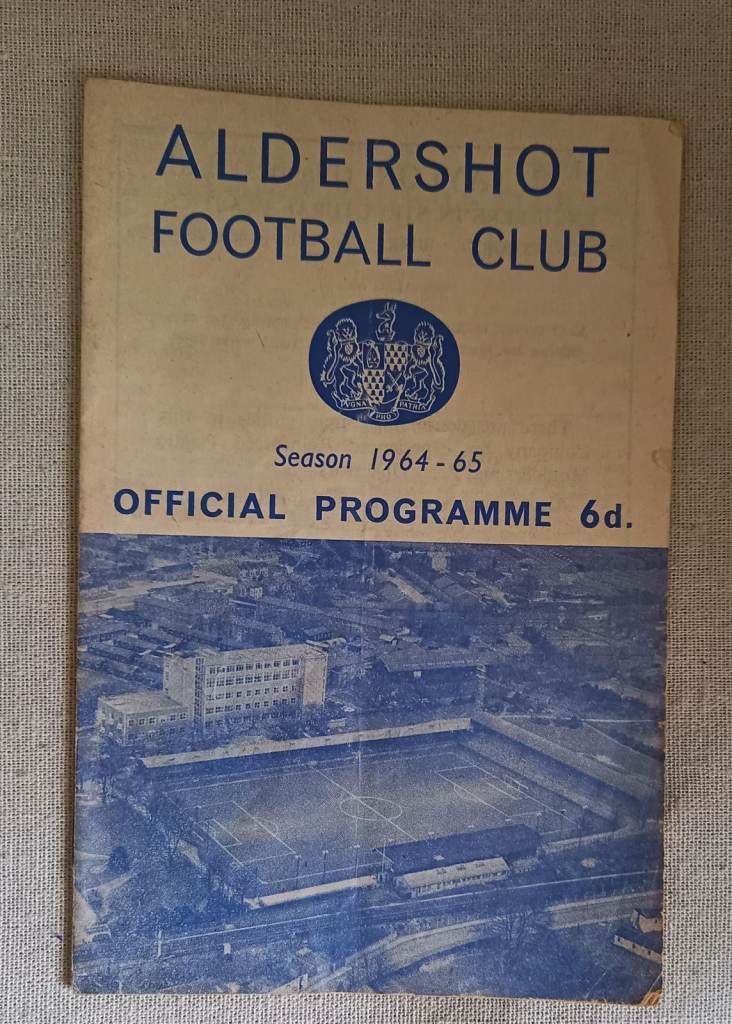 ALDERSHOT
FOOTBALL CLUB
PUGNA PRO PATRIA
Season 1964-65
OFFICIAL PROGRAMME 6d.